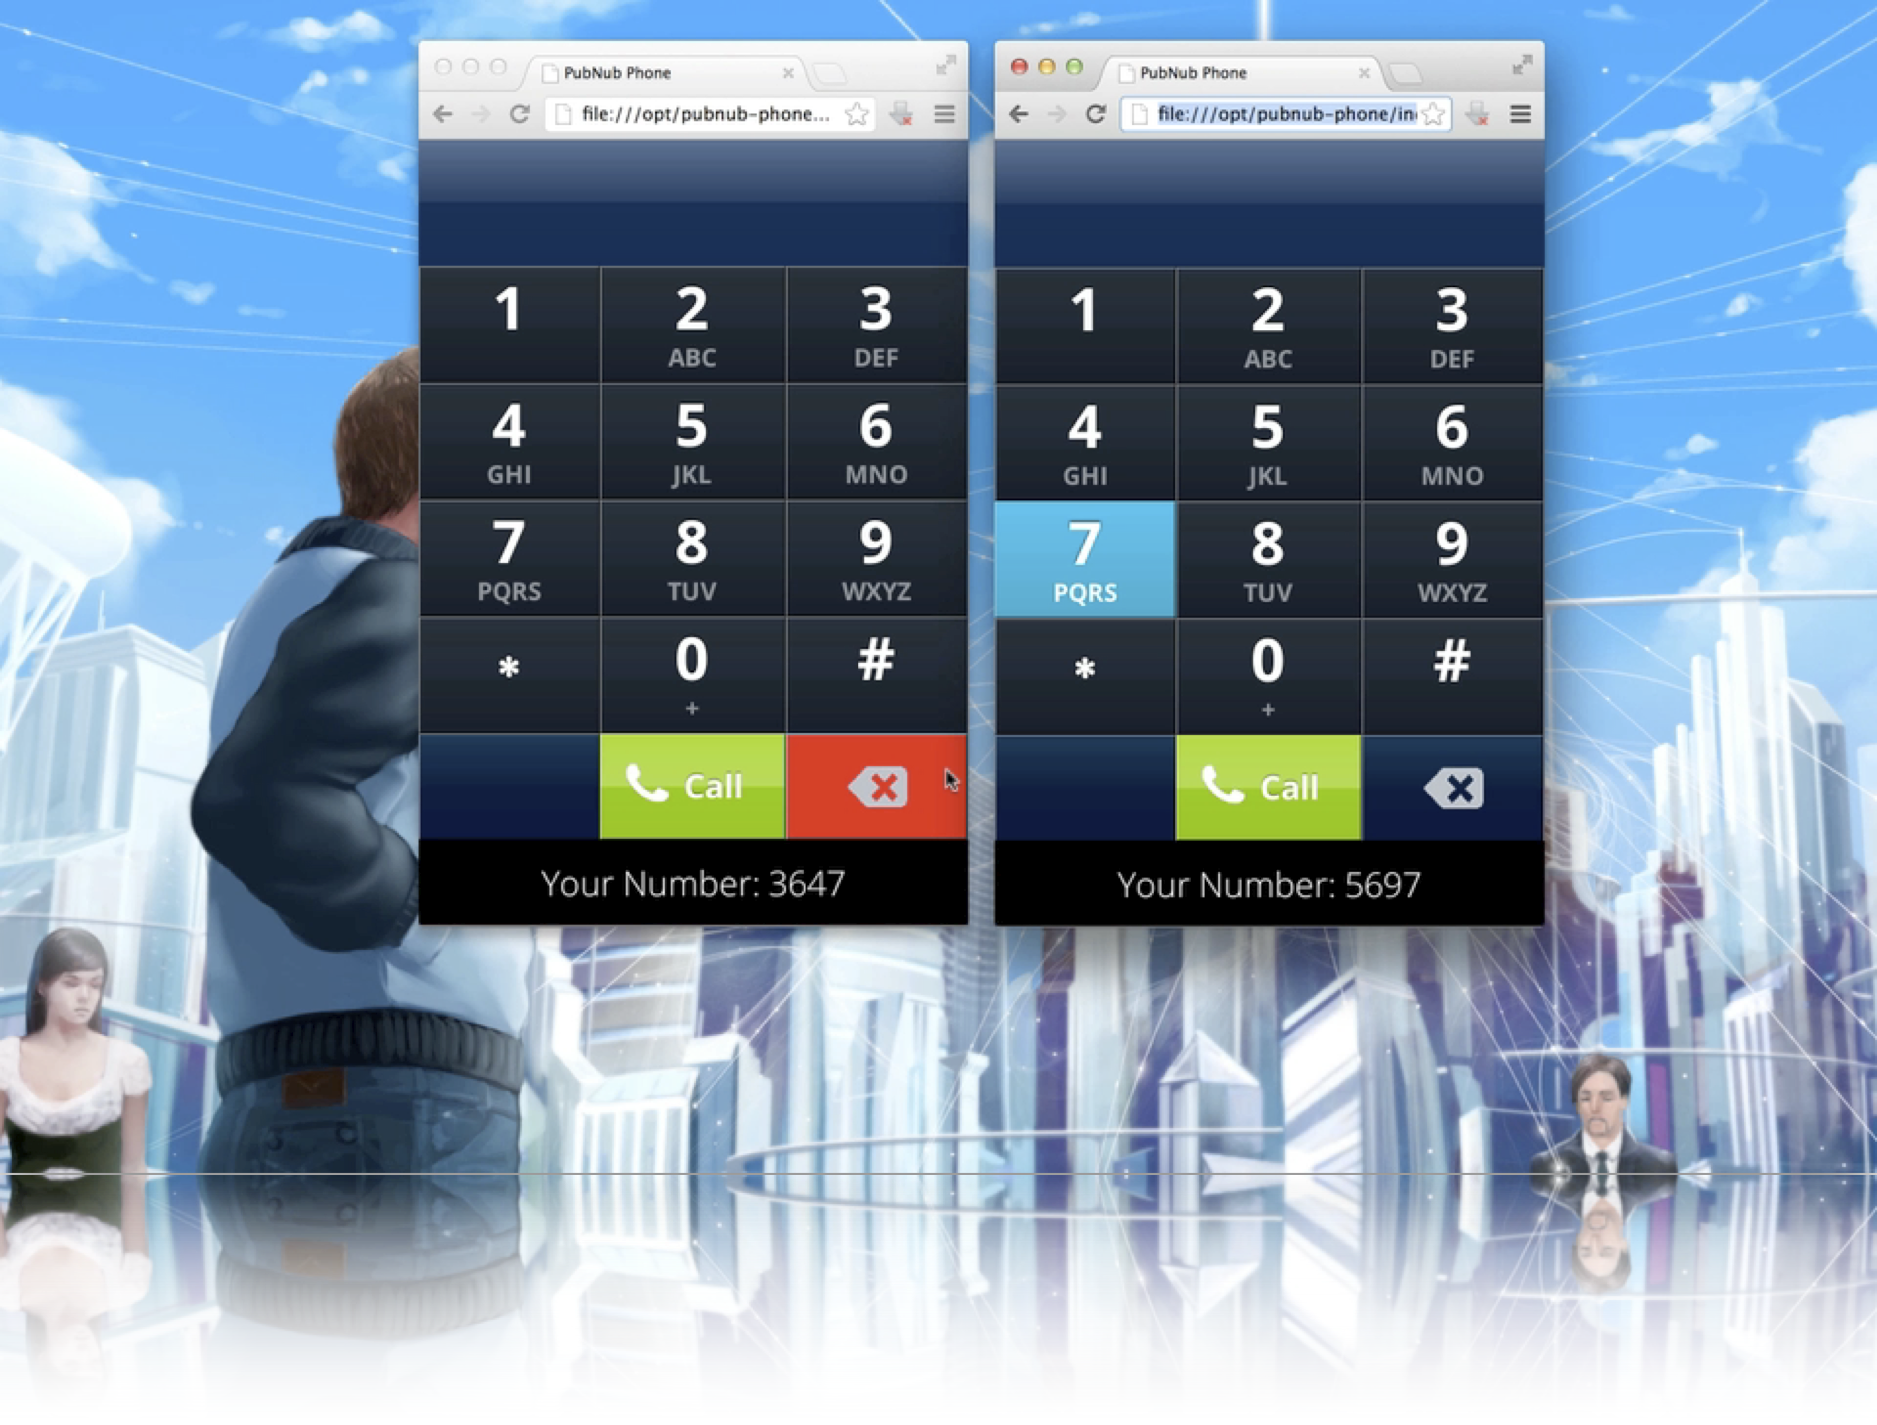 PubNub Phone
file:///opt/pubnub-phone...
1 2 3
ABC DEF
4 5 6
GHI JKL MNO
7 8 9
PQRS TUV WXYZ
* 0 #
+
Call
Your Number: 3647
PubNub Phone
file:///opt/pubnub-phone/in
1 2 3
ABC DEF
4 5 6
GHI JKL MNO
7 8 9
PQRS TUV WXYZ
* 0 #
+
Call
Your Number: 5697